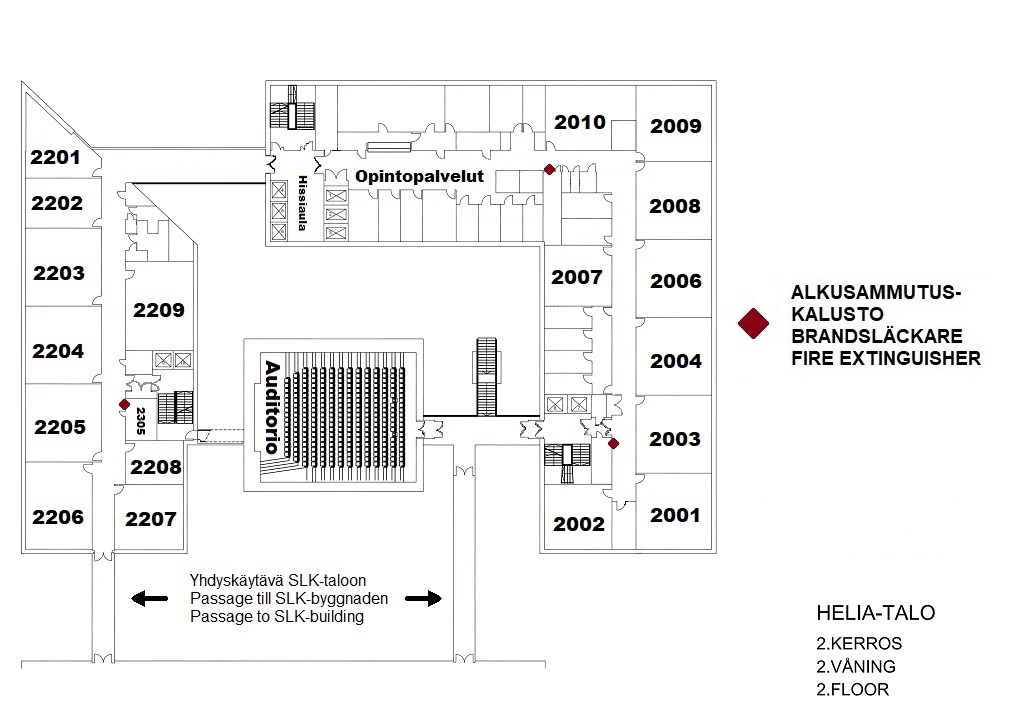 2201
2202
2203
2204
2205
2206
2209
2305
2208
2207
Hissiaula
Opintopalvelut
Auditorio
2010
2009
2008
2007
2006
2004
2003
2002
2001
ALKUSAMMUTUS-
KALUSTO
BRANDSLÄCKARE
FIRE EXTINGUISHER
Yhdyskäytävä SLK-taloon
Passage till SLK-byggnaden
Passage to SLK-building
HELIA-TALO
2.KERROS
2.VÅNING
2.FLOOR